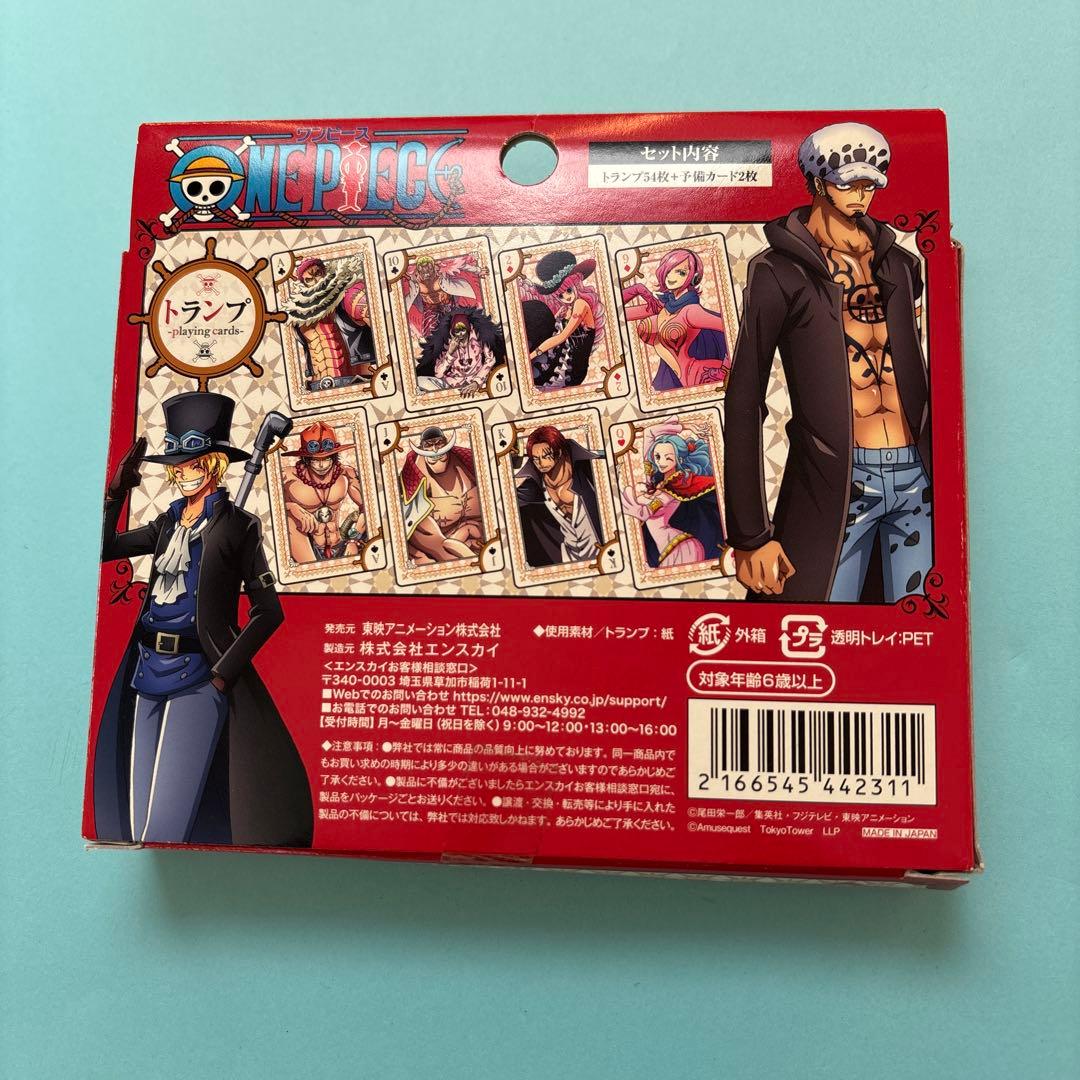 ワンピース
ONE PIECE
セット内容
トランプ54枚+予備カード2枚
トランプ
-playing cards-
A
A
10
10
2
2
9
J
K
K
Q
発売元 東映アニメーション株式会社
製造元 株式会社エンスカイ
<エンスカイお客様相談窓口>
〒340-0003 埼玉県草加市稲荷1-11-1
■Webでのお問い合わせ https://www.ensky.co.jp/support/
■お電話でのお問い合わせ TEL:048-932-4992
【受付時間】月~金曜日(祝日を除く)9:00~12:00・13:00~16:00
◆注意事項:●弊社では常に商品の品質向上に努めております。同一商品内で
もお買い求めの時期により多少の違いがある場合がございますのであらかじめご
了承ください。●製品に不備がございましたらエンスカイお客様相談窓口宛に、
製品をパッケージごとお送りください。●譲渡・交換・転売等により手に入れた
製品の不備については、弊社では対応致しかねます。あらかじめご了承ください。
◆使用素材/トランプ:紙
紙 外箱
プラ 透明トレイ:PET
対象年齢6歳以上
2 166545 442311
©尾田栄一郎/集英社・フジテレビ・東映アニメーション
©Amusequest TokyoTower LLP
MADE IN JAPAN